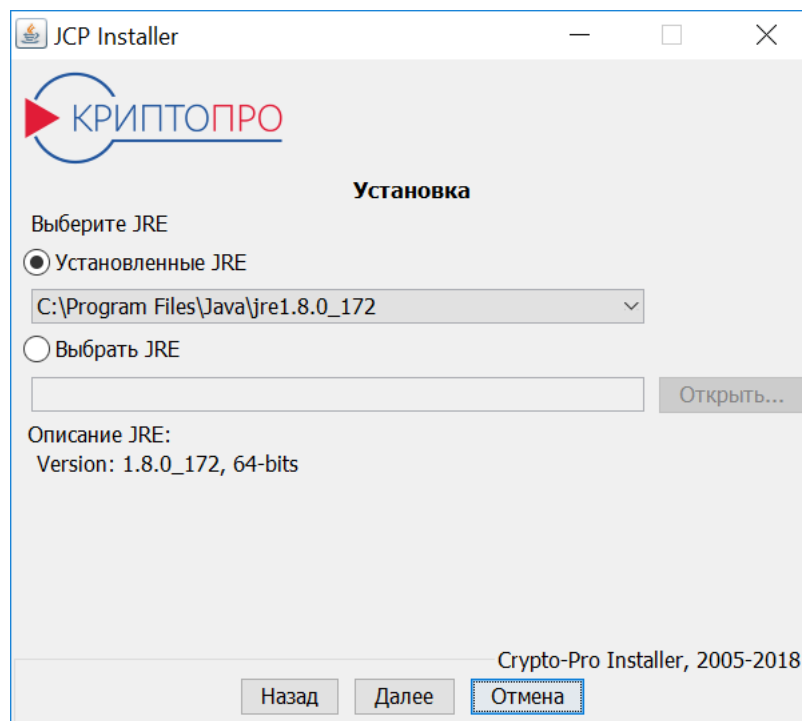 JCP Installer
КРИПТОПРО
Установка
Выберите JRE
Установленные JRE
C:\Program Files\Java\jre1.8.0_172
Выбрать JRE
Открыть...
Описание JRE:
Version: 1.8.0_172, 64-bits
Crypto-Pro Installer, 2005-2018
Назад Далее Отмена